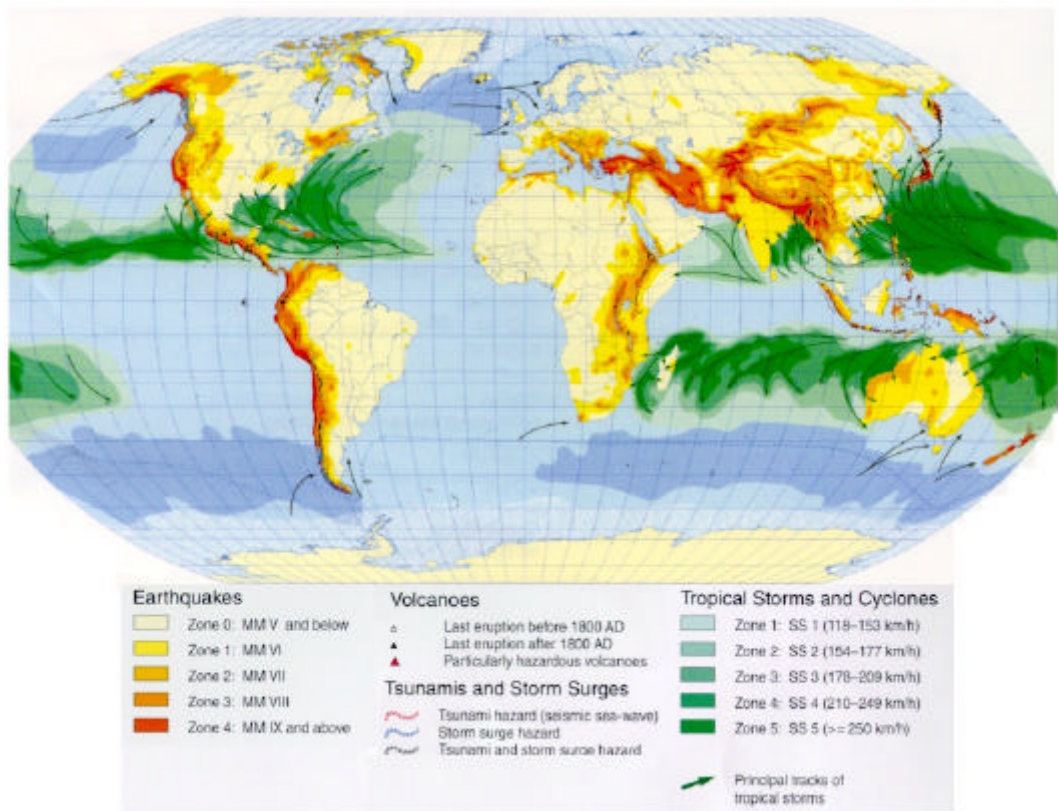 Earthquakes
Zone 0: MM V and below
Zone 1: MM VI
Zone 2: MM VII
Zone 3: MM VIII
Zone 4: MM IX and above
Volcanoes
Last eruption before 1800 AD
Last eruption after 1800 AD
Particularly hazardous volcanoes
Tsunamis and Storm Surges
Tsunami hazard (seismic sea-wave)
Storm surge hazard
Tsunami and storm surge hazard
Tropical Storms and Cyclones
Zone 1: SS 1 (118–153 km/h)
Zone 2: SS 2 (154–177 km/h)
Zone 3: SS 3 (178–209 km/h)
Zone 4: SS 4 (210–249 km/h)
Zone 5: SS 5 (>= 250 km/h)
Principal tracks of
tropical storms